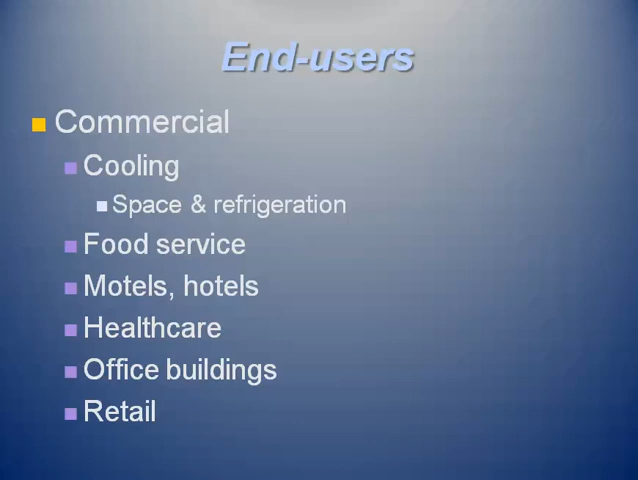 End-users
Commercial
Cooling
Space & refrigeration
Food service
Motels, hotels
Healthcare
Office buildings
Retail